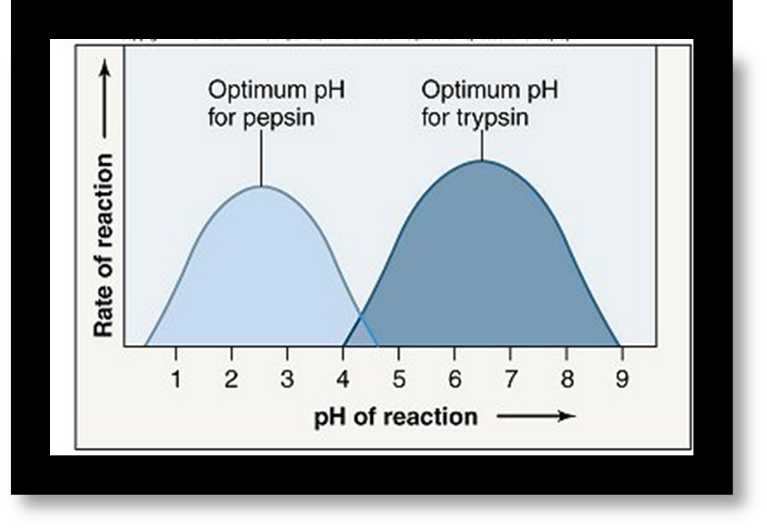 Optimum pH
for pepsin
Optimum pH
for trypsin
Rate of reaction
1 2 3 4 5 6 7 8 9
pH of reaction